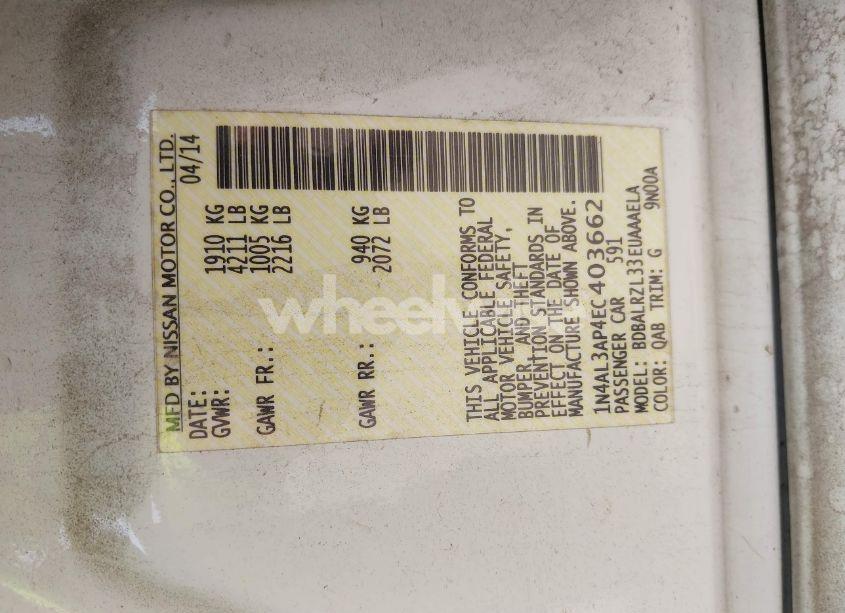 MFD BY NISSAN MOTOR CO., LTD.
DATE: 04/14
GVWR: 1910 KG
4211 LB
GAWR FR.: 1005 KG
2216 LB
GAWR RR.: 940 KG
2072 LB
THIS VEHICLE CONFORMS TO
ALL APPLICABLE FEDERAL
MOTOR VEHICLE SAFETY,
BUMPER, AND THEFT
PREVENTION STANDARDS IN
EFFECT ON THE DATE OF
MANUFACTURE SHOWN ABOVE.
1N4AL3AP4EC403662
PASSENGER CAR 591
MODEL: BDBALRZL33EUAAAELA
COLOR: QAB TRIM: G 9N00A